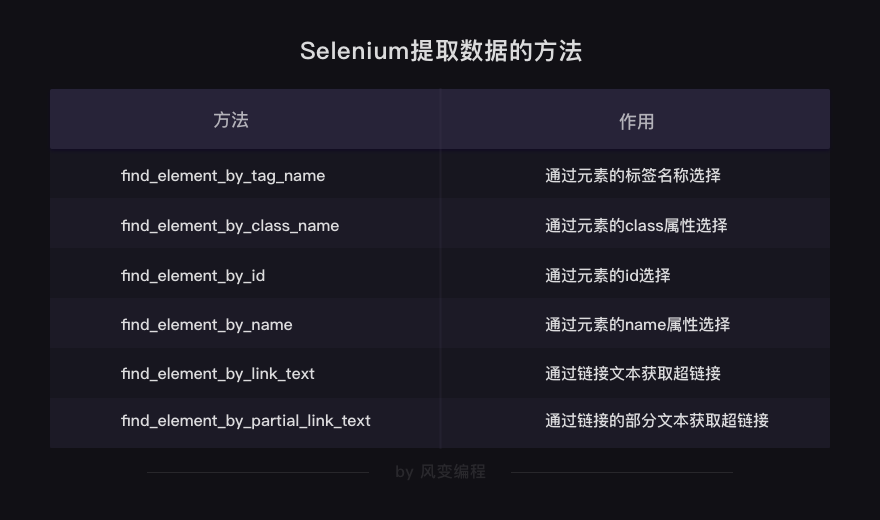 Selenium提取数据的方法
方法 作用
find_element_by_tag_name 通过元素的标签名称选择
find_element_by_class_name 通过元素的class属性选择
find_element_by_id 通过元素的id选择
find_element_by_name 通过元素的name属性选择
find_element_by_link_text 通过链接文本获取超链接
find_element_by_partial_link_text 通过链接的部分文本获取超链接
by 风变编程